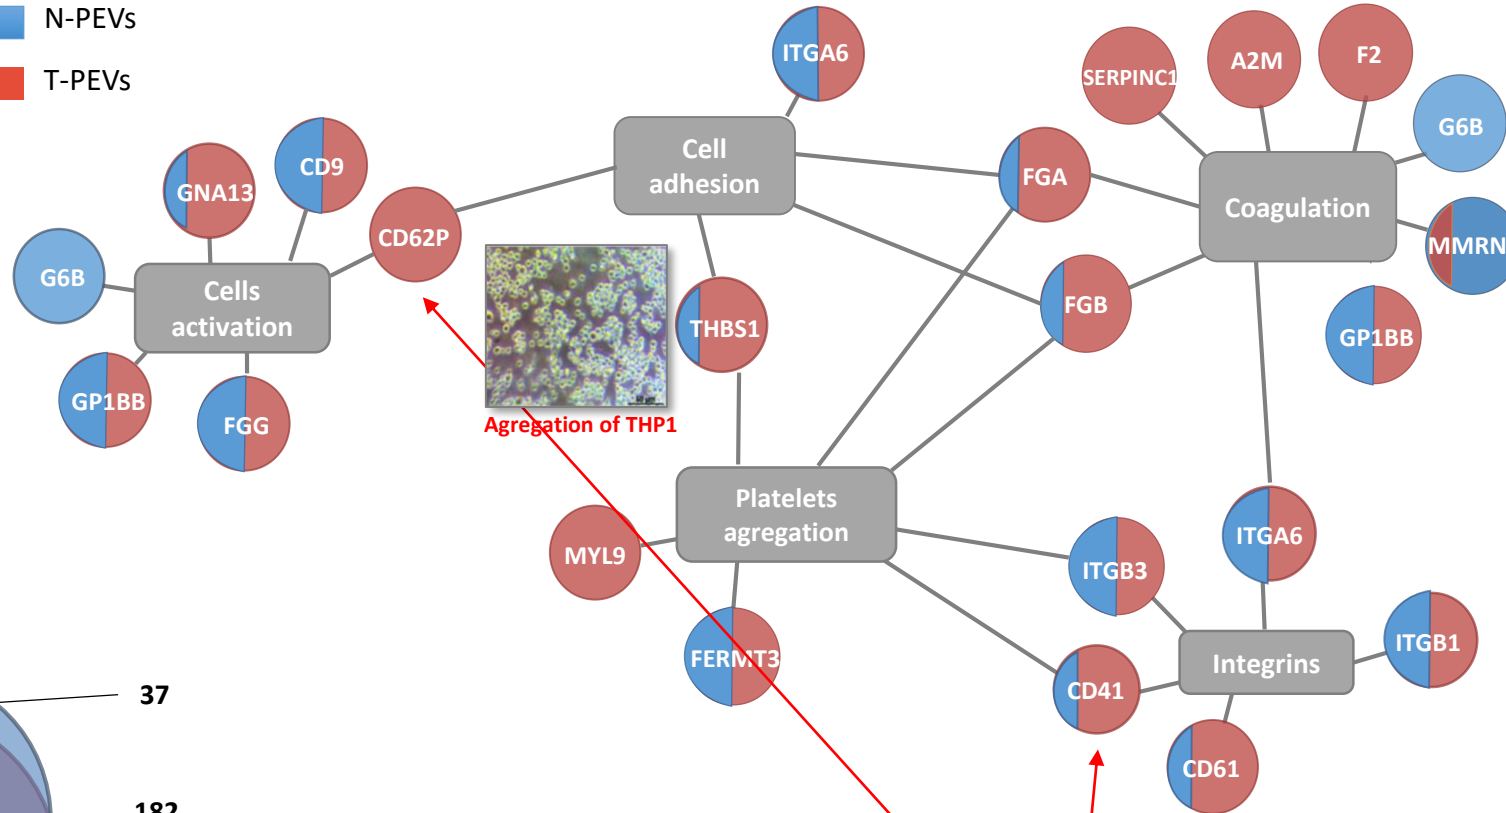 N-PEVs
T-PEVs
ITGA6
SERPINC1
A2M
F2
G6B
Cell
adhesion
CD9
GNA13
CD62P
FGA
Coagulation
MMRN
G6B
Cells
activation
THBS1
FGB
GP1BB
GP1BB
FGG
Agregation of THP1
Platelets
agregation
MYL9
ITGB3
ITGA6
FERMT3
CD41
Integrins
ITGB1
CD61
37
182